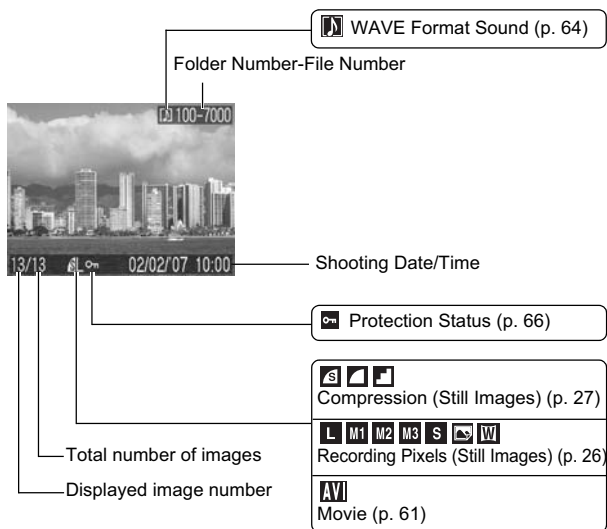 WAVE Format Sound (p. 64)
Folder Number-File Number
100-7000
13/13 L 02/02/'07 10:00
Shooting Date/Time
Protection Status (p. 66)
S
Compression (Still Images) (p. 27)
L M1 M2 M3 S W
Recording Pixels (Still Images) (p. 26)
Total number of images
Displayed image number
AVI
Movie (p. 61)